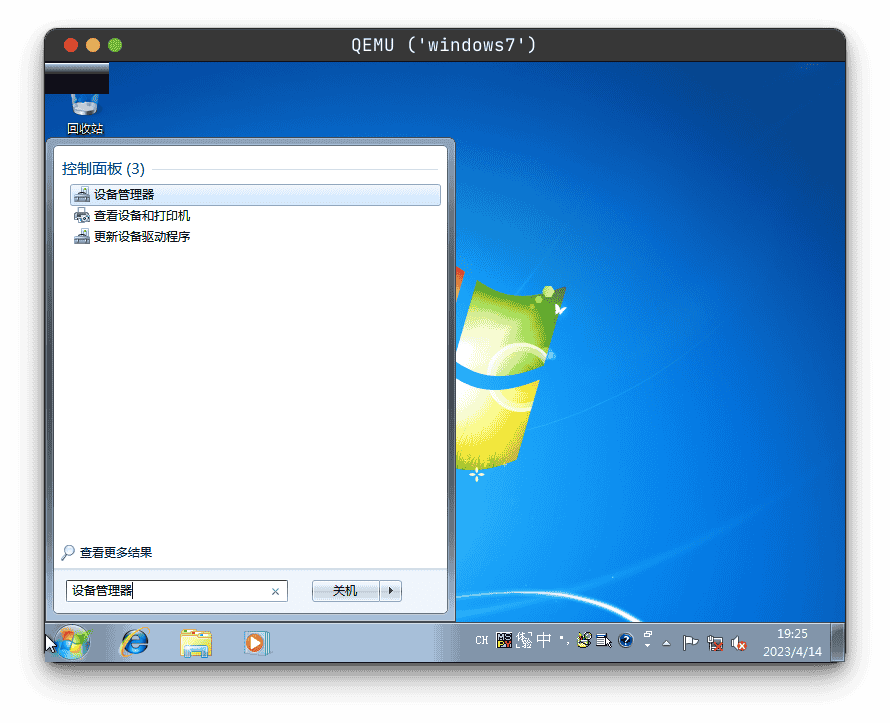 QEMU ('windows7')
回收站
控制面板 (3)
设备管理器
查看设备和打印机
更新设备驱动程序
查看更多结果
设备管理器
关机
CH
中
19:25
2023/4/14